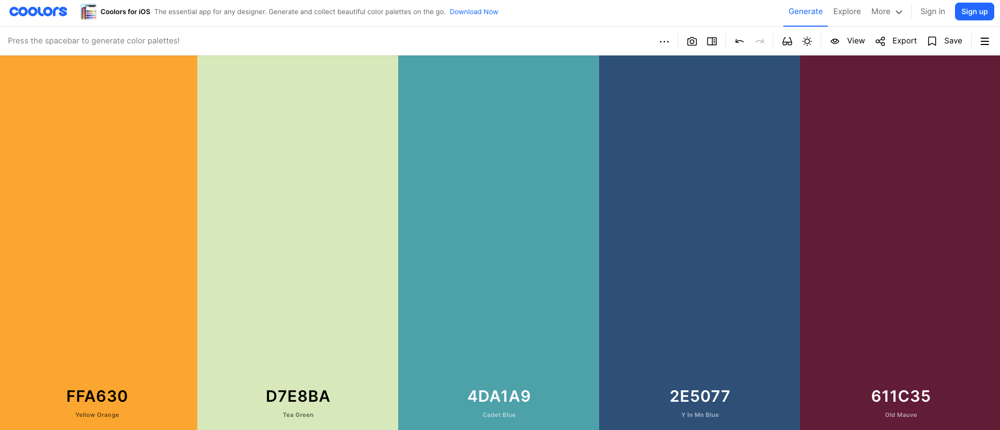 coolors
Coolors for iOS The essential app for any designer. Generate and collect beautiful color palettes on the go. Download Now
Generate Explore More Sign in Sign up
Press the spacebar to generate color palettes!
View Export Save
FFA630
Yellow Orange
D7E8BA
Tea Green
4DA1A9
Cadet Blue
2E5077
Y In Mn Blue
611C35
Old Mauve